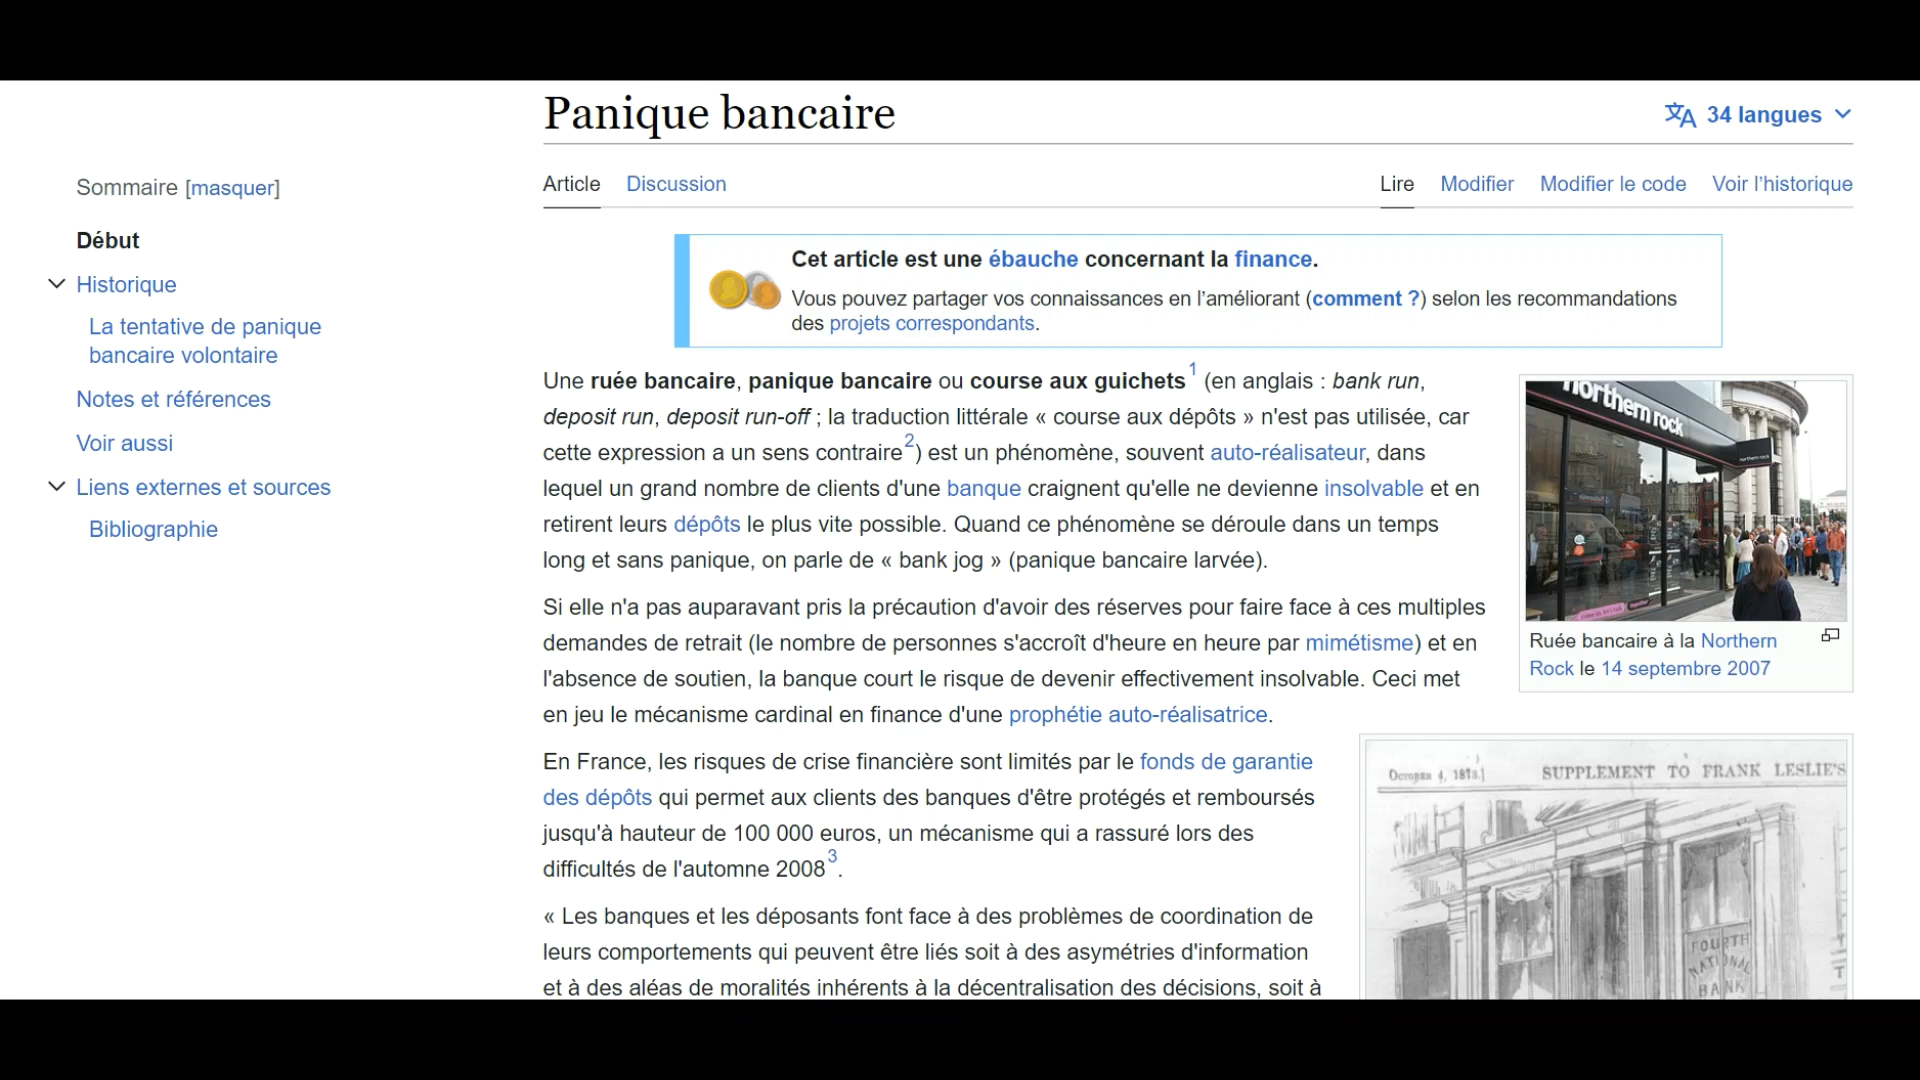 Panique bancaire
34 langues
Sommaire [masquer]
Début
Historique
La tentative de panique
bancaire volontaire
Notes et références
Voir aussi
Liens externes et sources
Bibliographie
Article Discussion
Lire Modifier Modifier le code Voir l'historique
Cet article est une ébauche concernant la finance.
Vous pouvez partager vos connaissances en l'améliorant (comment ?) selon les recommandations
des projets correspondants.
Une ruée bancaire, panique bancaire ou course aux guichets1 (en anglais : bank run,
deposit run, deposit run-off ; la traduction littérale « course aux dépôts » n'est pas utilisée, car
cette expression a un sens contraire2) est un phénomène, souvent auto-réalisateur, dans
lequel un grand nombre de clients d'une banque craignent qu'elle ne devienne insolvable et en
retirent leurs dépôts le plus vite possible. Quand ce phénomène se déroule dans un temps
long et sans panique, on parle de « bank jog » (panique bancaire larvée).
Si elle n'a pas auparavant pris la précaution d'avoir des réserves pour faire face à ces multiples
demandes de retrait (le nombre de personnes s'accroît d'heure en heure par mimétisme) et en
l'absence de soutien, la banque court le risque de devenir effectivement insolvable. Ceci met
en jeu le mécanisme cardinal en finance d'une prophétie auto-réalisatrice.
En France, les risques de crise financière sont limités par le fonds de garantie
des dépôts qui permet aux clients des banques d'être protégés et remboursés
jusqu'à hauteur de 100 000 euros, un mécanisme qui a rassuré lors des
difficultés de l'automne 20083.
« Les banques et les déposants font face à des problèmes de coordination de
leurs comportements qui peuvent être liés soit à des asymétries d'information
et à des aléas de moralités inhérents à la décentralisation des décisions, soit à
northern rock
northern rock
Ruée bancaire à la Northern
Rock le 14 septembre 2007
October 4, 1873.] SUPPLEMENT TO FRANK LESLIE'S
FOURTH
NATIONAL
BANK